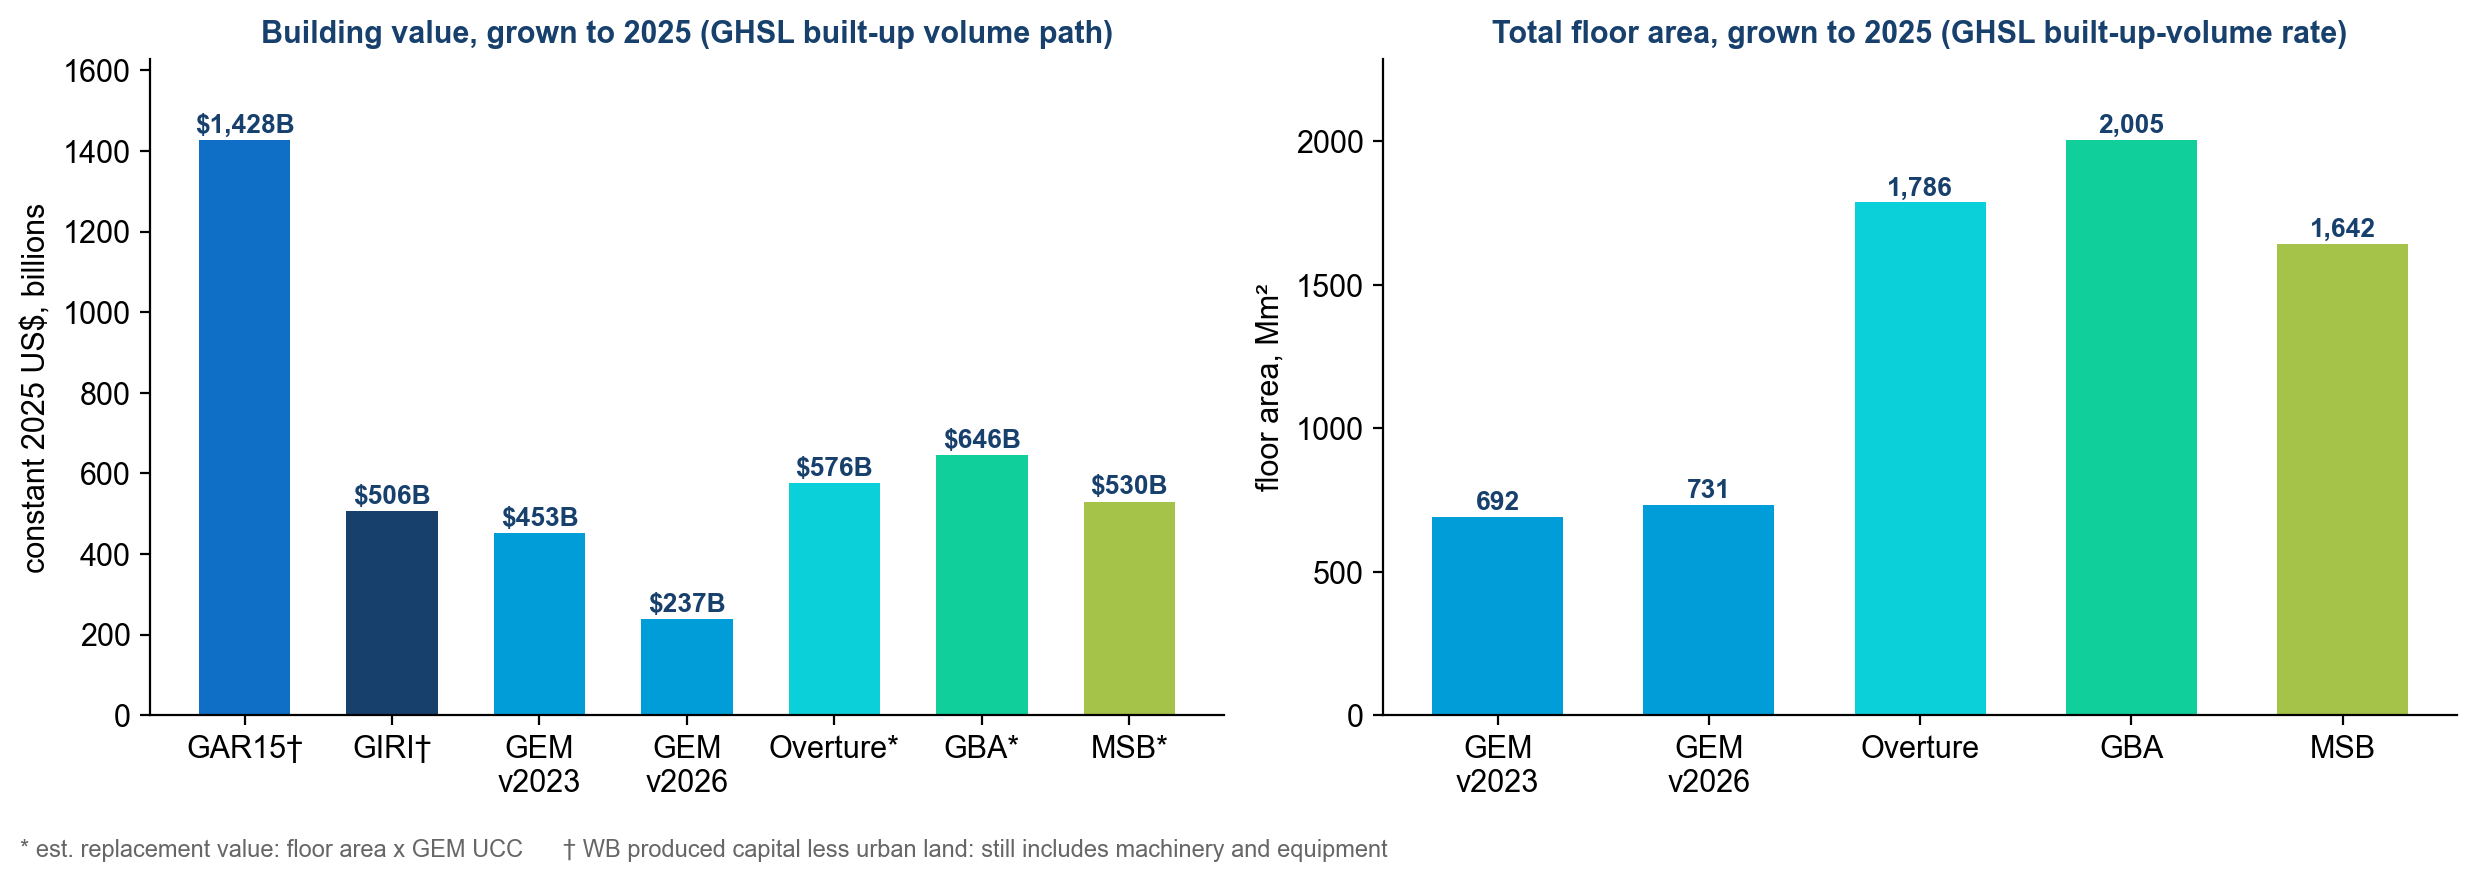 Building value, grown to 2025 (GHSL built-up volume path)
constant 2025 US$, billions
1600
1400
1200
1000
800
600
400
200
0
$1,428B
$506B
$453B
$237B
$576B
$646B
$530B
GAR15†
GIRI†
GEM
v2023
GEM
v2026
Overture*
GBA*
MSB*
Total floor area, grown to 2025 (GHSL built-up-volume rate)
floor area, Mm²
2000
1500
1000
500
0
692
731
1,786
2,005
1,642
GEM
v2023
GEM
v2026
Overture
GBA
MSB
* est. replacement value: floor area x GEM UCC † WB produced capital less urban land: still includes machinery and equipment